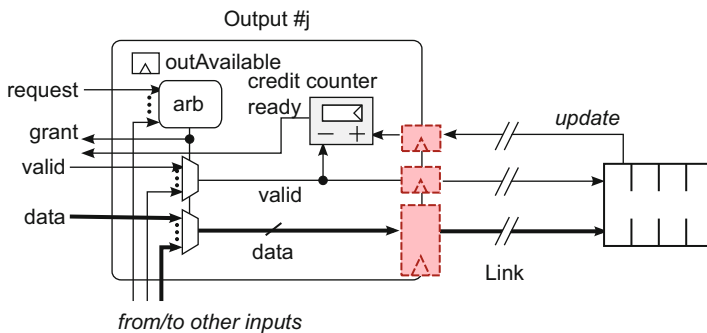 Output #j
outAvailable
credit counter
request
arb
ready
− +
grant
update
valid
valid
data
data
Link
from/to other inputs